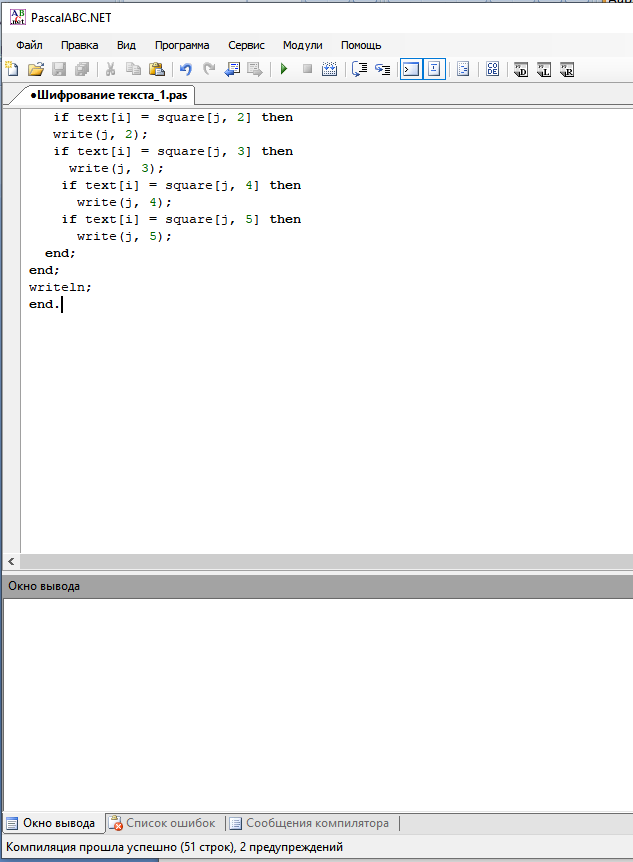 PascalABC.NET
Файл Правка Вид Программа Сервис Модули Помощь
•Шифрование текста_1.pas
if text[i] = square[j, 2] then
write(j, 2);
if text[i] = square[j, 3] then
write(j, 3);
if text[i] = square[j, 4] then
write(j, 4);
if text[i] = square[j, 5] then
write(j, 5);
end;
end;
writeln;
end.
Окно вывода
Окно вывода Список ошибок Сообщения компилятора
Компиляция прошла успешно (51 строк), 2 предупреждений